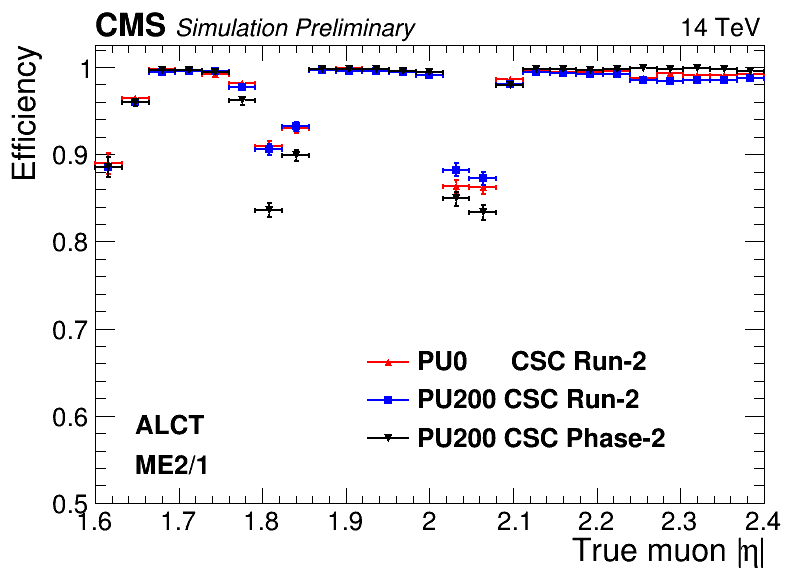 CMS Simulation Preliminary 14 TeV
Efficiency
1
0.9
0.8
0.7
0.6
0.5
PU0 CSC Run-2
PU200 CSC Run-2
PU200 CSC Phase-2
ALCT
ME2/1
1.6 1.7 1.8 1.9 2 2.1 2.2 2.3 2.4
True muon |η|